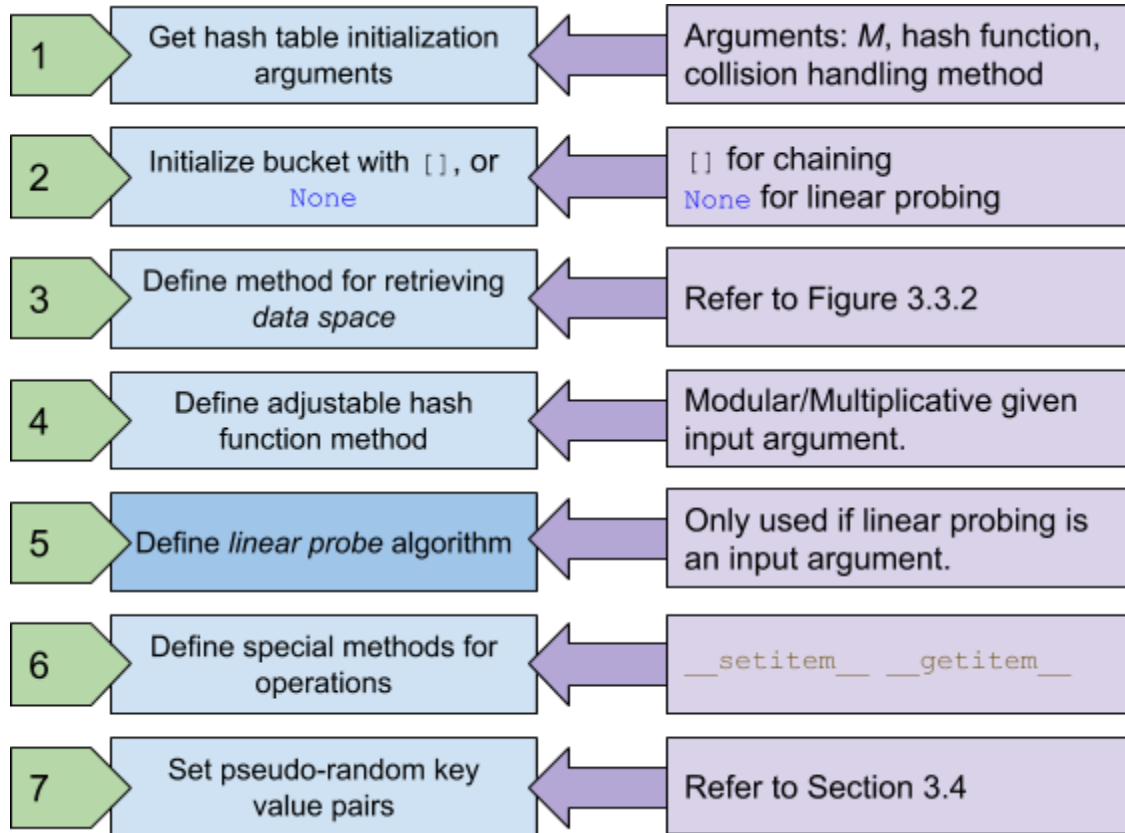 1
Get hash table initialization
arguments
Arguments: M, hash function,
collision handling method
2
Initialize bucket with [], or
None
[] for chaining
None for linear probing
3
Define method for retrieving
data space
Refer to Figure 3.3.2
4
Define adjustable hash
function method
Modular/Multiplicative given
input argument.
5
Define linear probe algorithm
Only used if linear probing is
an input argument.
6
Define special methods for
operations
__setitem__ __getitem__
7
Set pseudo-random key
value pairs
Refer to Section 3.4